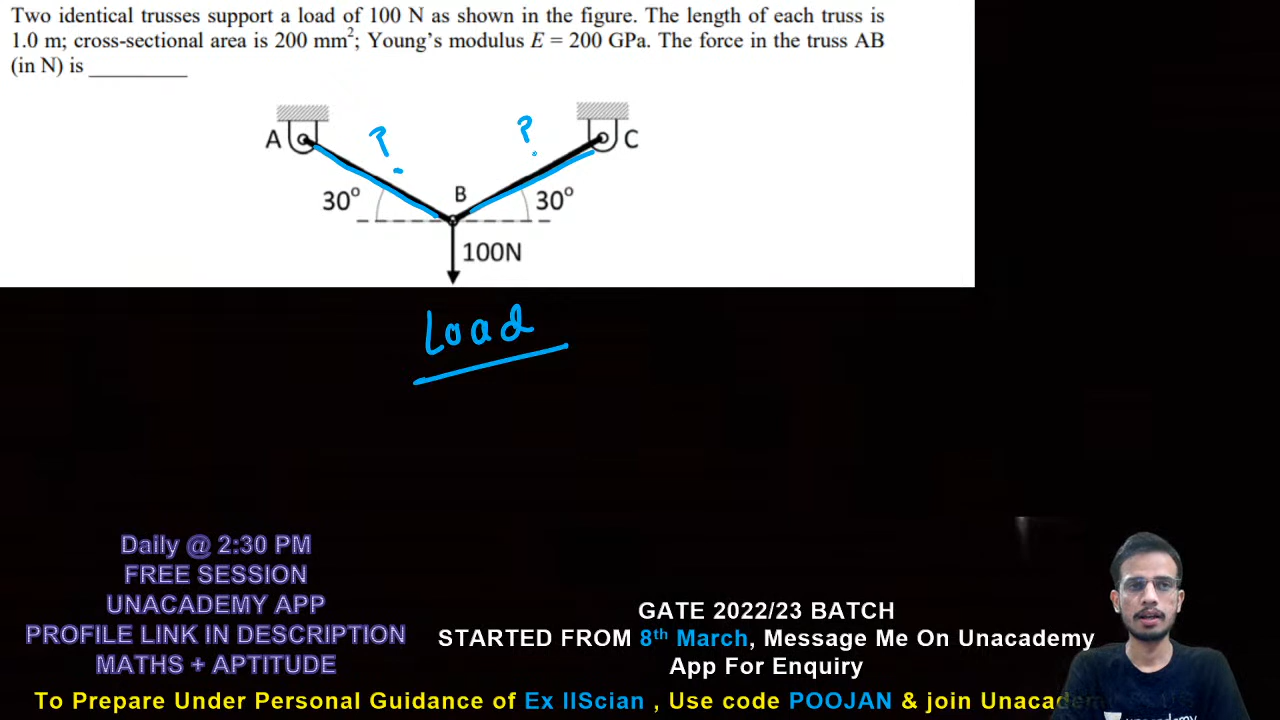 Two identical trusses support a load of 100 N as shown in the figure. The length of each truss is
1.0 m; cross-sectional area is 200 mm²; Young's modulus E = 200 GPa. The force in the truss AB
(in N) is __________
A ? ? C
30° B 30°
100N
Load
Daily @ 2:30 PM
FREE SESSION
UNACADEMY APP
PROFILE LINK IN DESCRIPTION
MATHS + APTITUDE
GATE 2022/23 BATCH
STARTED FROM 8th March, Message Me On Unacademy
App For Enquiry
To Prepare Under Personal Guidance of Ex IIScian , Use code POOJAN & join Unacadem